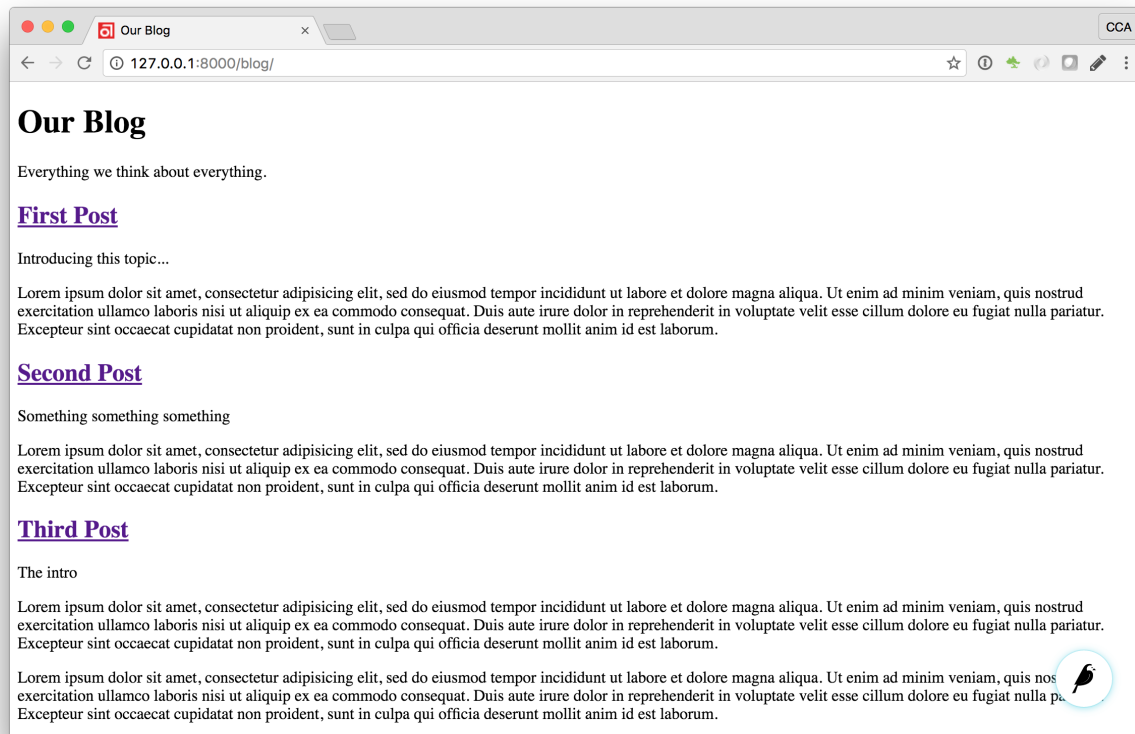 Our Blog
CCA
127.0.0.1:8000/blog/
Our Blog
Everything we think about everything.
First Post
Introducing this topic...
Lorem ipsum dolor sit amet, consectetur adipisicing elit, sed do eiusmod tempor incididunt ut labore et dolore magna aliqua. Ut enim ad minim veniam, quis nostrud
exercitation ullamco laboris nisi ut aliquip ex ea commodo consequat. Duis aute irure dolor in reprehenderit in voluptate velit esse cillum dolore eu fugiat nulla pariatur.
Excepteur sint occaecat cupidatat non proident, sunt in culpa qui officia deserunt mollit anim id est laborum.
Second Post
Something something something
Lorem ipsum dolor sit amet, consectetur adipisicing elit, sed do eiusmod tempor incididunt ut labore et dolore magna aliqua. Ut enim ad minim veniam, quis nostrud
exercitation ullamco laboris nisi ut aliquip ex ea commodo consequat. Duis aute irure dolor in reprehenderit in voluptate velit esse cillum dolore eu fugiat nulla pariatur.
Excepteur sint occaecat cupidatat non proident, sunt in culpa qui officia deserunt mollit anim id est laborum.
Third Post
The intro
Lorem ipsum dolor sit amet, consectetur adipisicing elit, sed do eiusmod tempor incididunt ut labore et dolore magna aliqua. Ut enim ad minim veniam, quis nostrud
exercitation ullamco laboris nisi ut aliquip ex ea commodo consequat. Duis aute irure dolor in reprehenderit in voluptate velit esse cillum dolore eu fugiat nulla pariatur.
Excepteur sint occaecat cupidatat non proident, sunt in culpa qui officia deserunt mollit anim id est laborum.
Lorem ipsum dolor sit amet, consectetur adipisicing elit, sed do eiusmod tempor incididunt ut labore et dolore magna aliqua. Ut enim ad minim veniam, quis
exercitation ullamco laboris nisi ut aliquip ex ea commodo consequat. Duis aute irure dolor in reprehenderit in voluptate velit esse cillum dolore eu fugiat nulla
Excepteur sint occaecat cupidatat non proident, sunt in culpa qui officia deserunt mollit anim id est laborum.